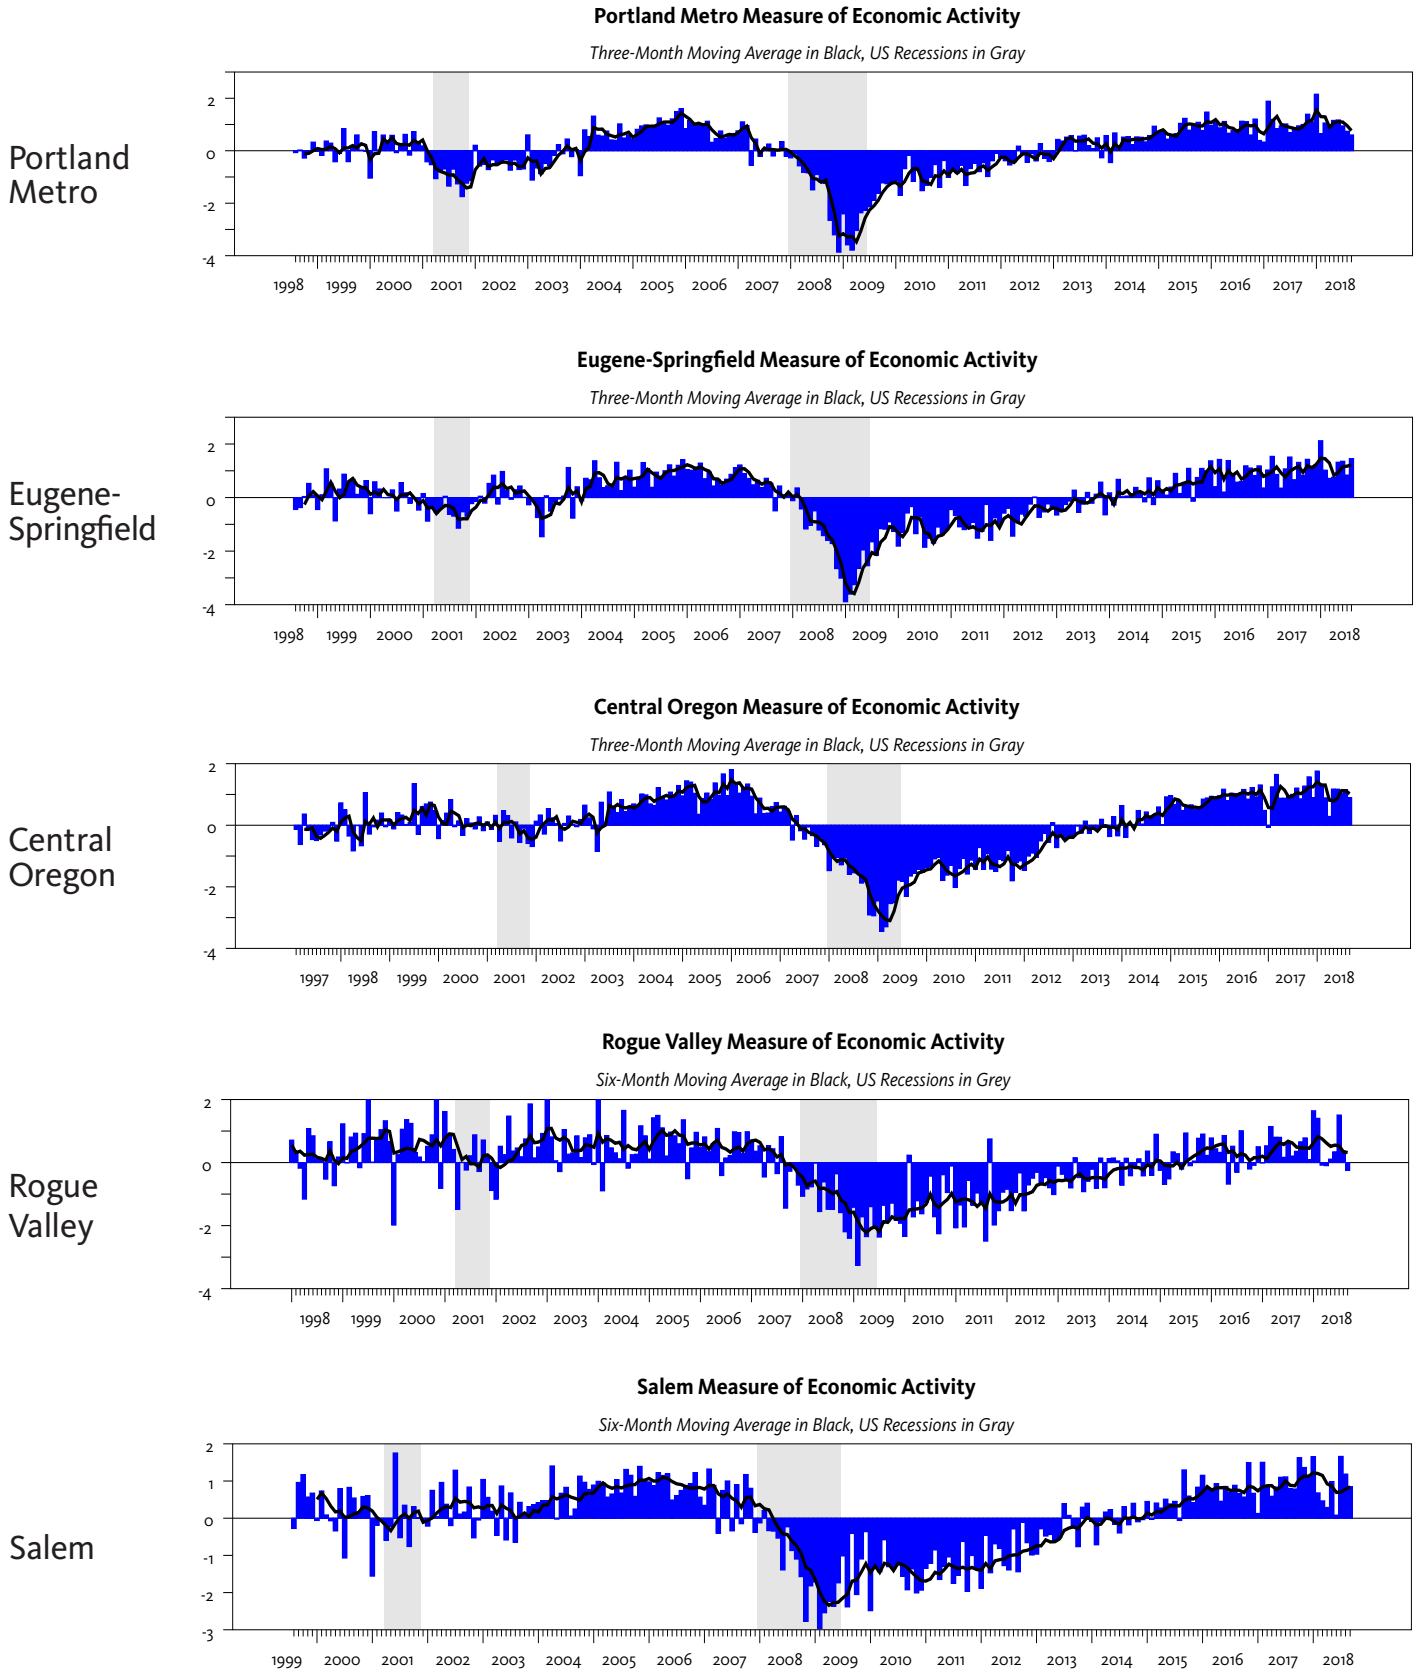 Portland Metro Measure of Economic Activity
Three-Month Moving Average in Black, US Recessions in Gray
Portland
Metro
2
0
-2
-4
1998 1999 2000 2001 2002 2003 2004 2005 2006 2007 2008 2009 2010 2011 2012 2013 2014 2015 2016 2017 2018
Eugene-Springfield Measure of Economic Activity
Three-Month Moving Average in Black, US Recessions in Gray
Eugene-
Springfield
2
0
-2
-4
1998 1999 2000 2001 2002 2003 2004 2005 2006 2007 2008 2009 2010 2011 2012 2013 2014 2015 2016 2017 2018
Central Oregon Measure of Economic Activity
Three-Month Moving Average in Black, US Recessions in Gray
Central
Oregon
2
0
-2
-4
1997 1998 1999 2000 2001 2002 2003 2004 2005 2006 2007 2008 2009 2010 2011 2012 2013 2014 2015 2016 2017 2018
Rogue Valley Measure of Economic Activity
Six-Month Moving Average in Black, US Recessions in Grey
Rogue
Valley
2
0
-2
-4
1998 1999 2000 2001 2002 2003 2004 2005 2006 2007 2008 2009 2010 2011 2012 2013 2014 2015 2016 2017 2018
Salem Measure of Economic Activity
Six-Month Moving Average in Black, US Recessions in Gray
Salem
2
1
0
-1
-2
-3
1999 2000 2001 2002 2003 2004 2005 2006 2007 2008 2009 2010 2011 2012 2013 2014 2015 2016 2017 2018